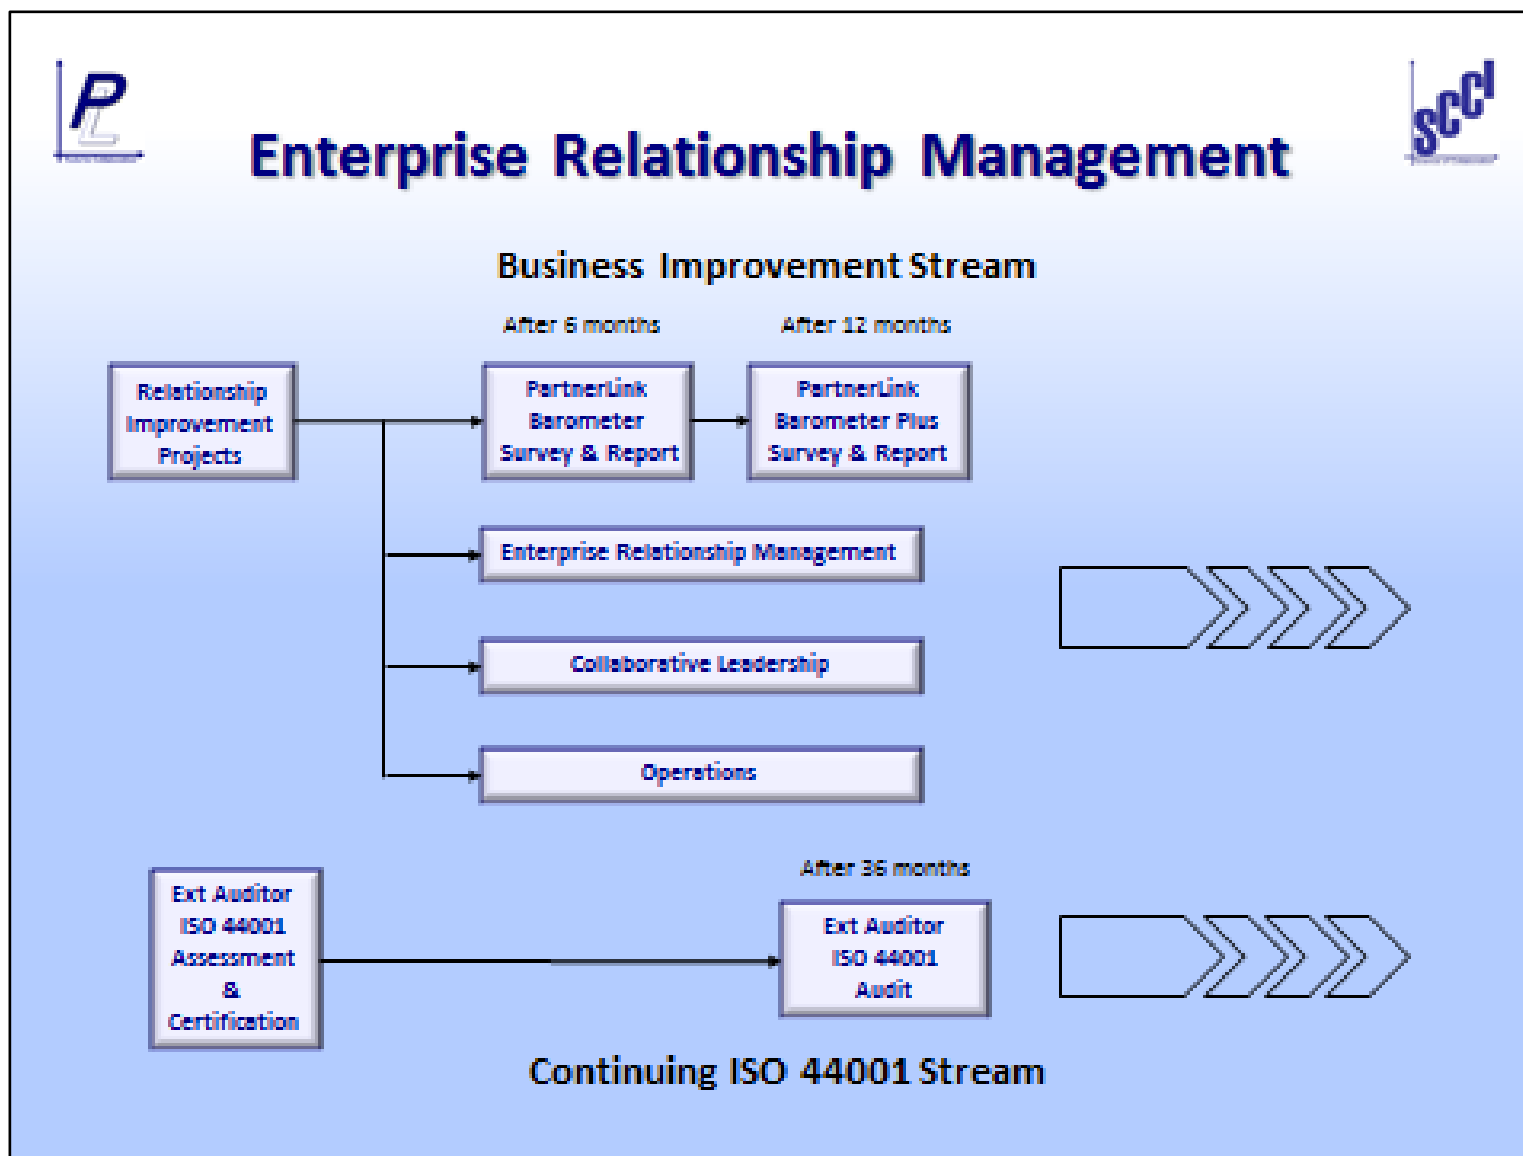 PL
SCCI
Enterprise Relationship Management
Business Improvement Stream
After 6 months
After 12 months
Relationship
Improvement
Projects
PartnerLink
Barometer
Survey & Report
PartnerLink
Barometer Plus
Survey & Report
Enterprise Relationship Management
Collaborative Leadership
Operations
After 36 months
Ext Auditor
ISO 44001
Assessment
&
Certification
Ext Auditor
ISO 44001
Audit
Continuing ISO 44001 Stream